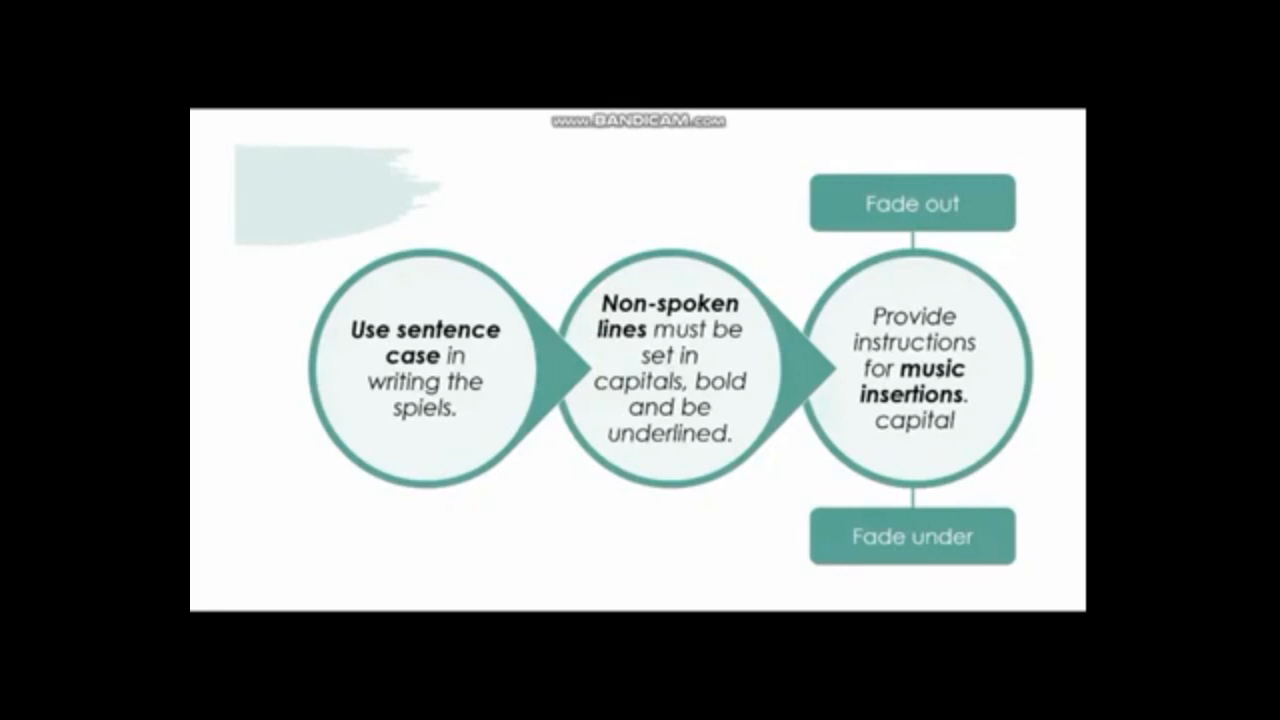 www.BANDICAM.com
Fade out
Use sentence
case in
writing the
spiels.
Non-spoken
lines must be
set in
capitals, bold
and be
underlined.
Provide
instructions
for music
insertions.
capital
Fade under